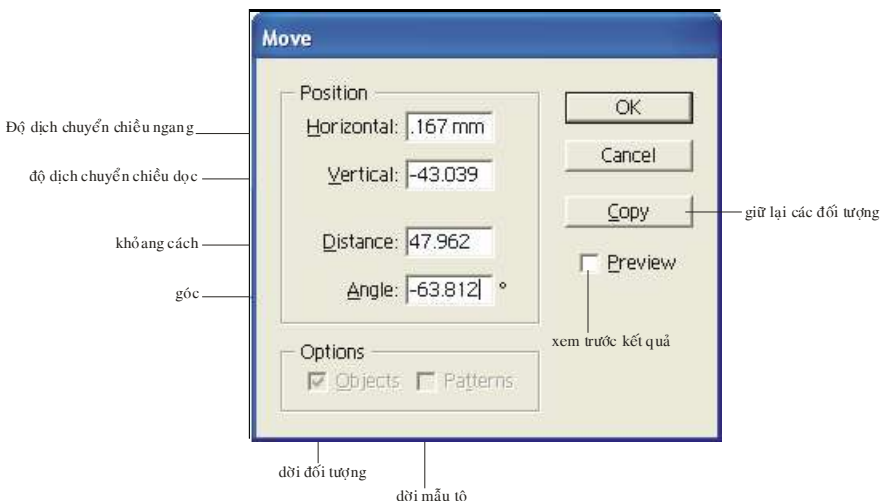 Move
Position
Độ dịch chuyển chiều ngang
Horizontal: .167 mm
OK
độ dịch chuyển chiều dọc
Vertical: -43.039
Cancel
Copy
giữ lại các đối tượng
khỏang cách
Distance: 47.962
Preview
góc
Angle: -63.812 °
xem trước kết quả
Options
Objects Patterns
dời đối tượng
dời mẫu tô